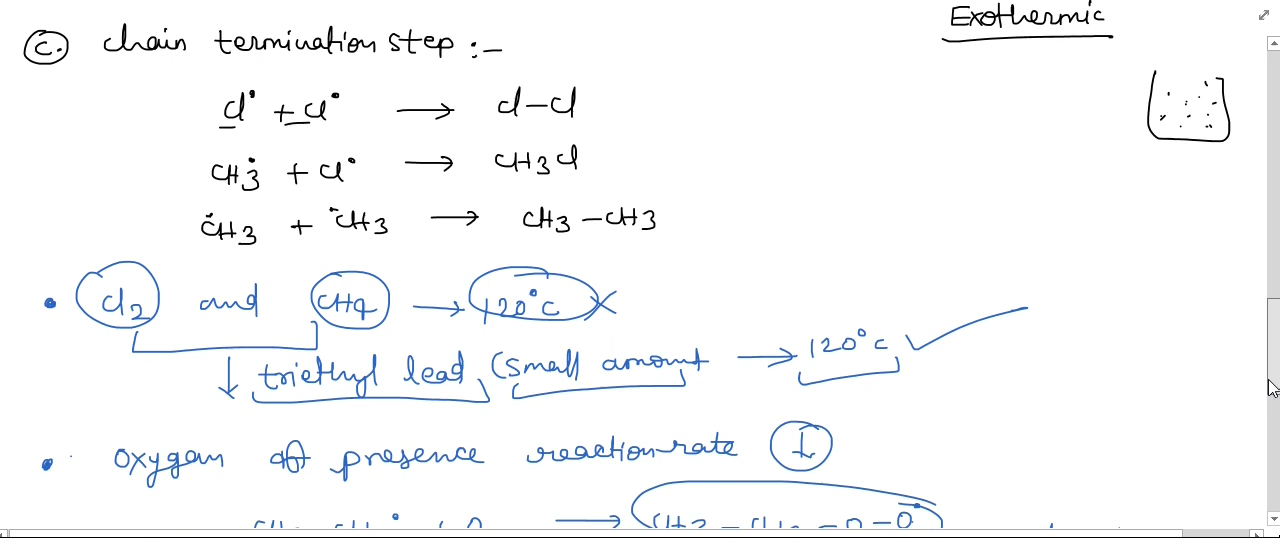 Exothermic
(c.) chain termination step :-
Cl• + Cl• → Cl-Cl
CH3• + Cl• → CH3Cl
•CH3 + •CH3 → CH3-CH3
• Cl2 and CH4 → 120°C ×
↓ triethyl lead (small amount → 120°C ✓
• oxygen presence reaction rate